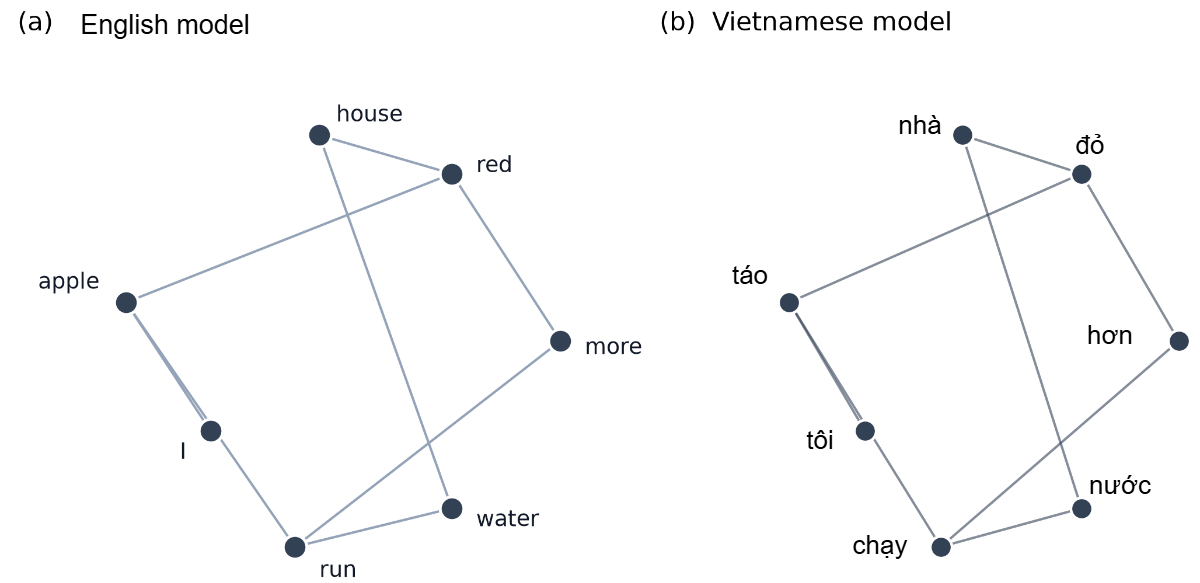 (a) English model
house
red
apple
more
I
water
run
(b) Vietnamese model
nhà
đỏ
táo
hơn
tôi
nước
chạy